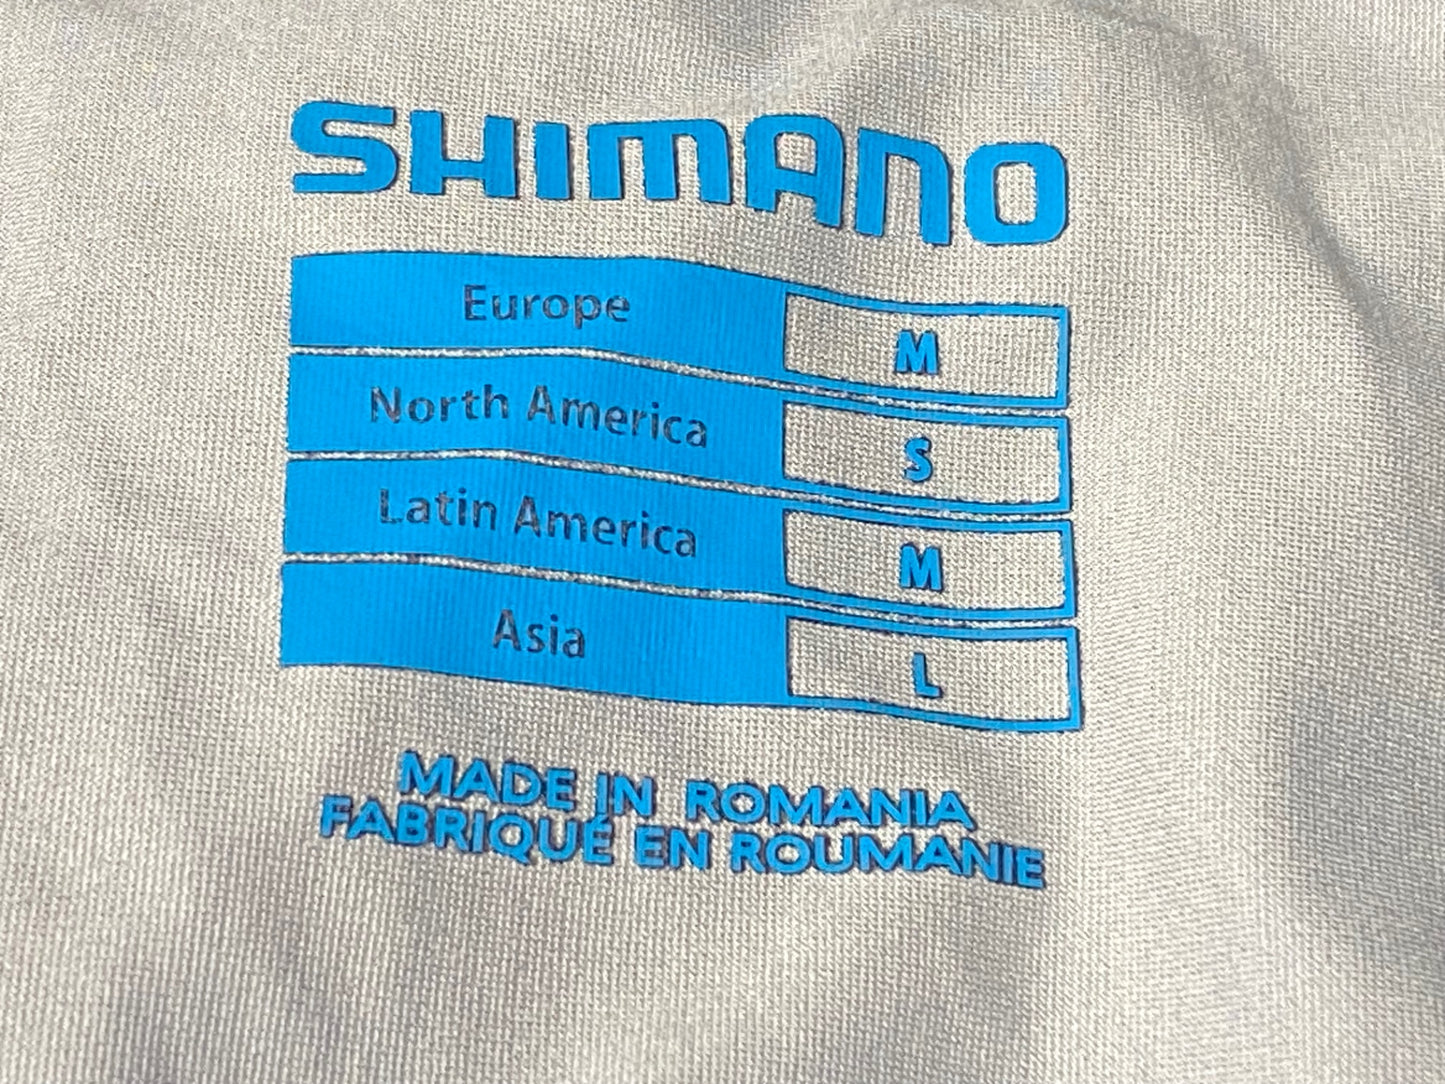 SHIMANO
Europe M
North America S
Latin America M
Asia L
MADE IN ROMANIA
FABRIQUÉ EN ROUMANIE